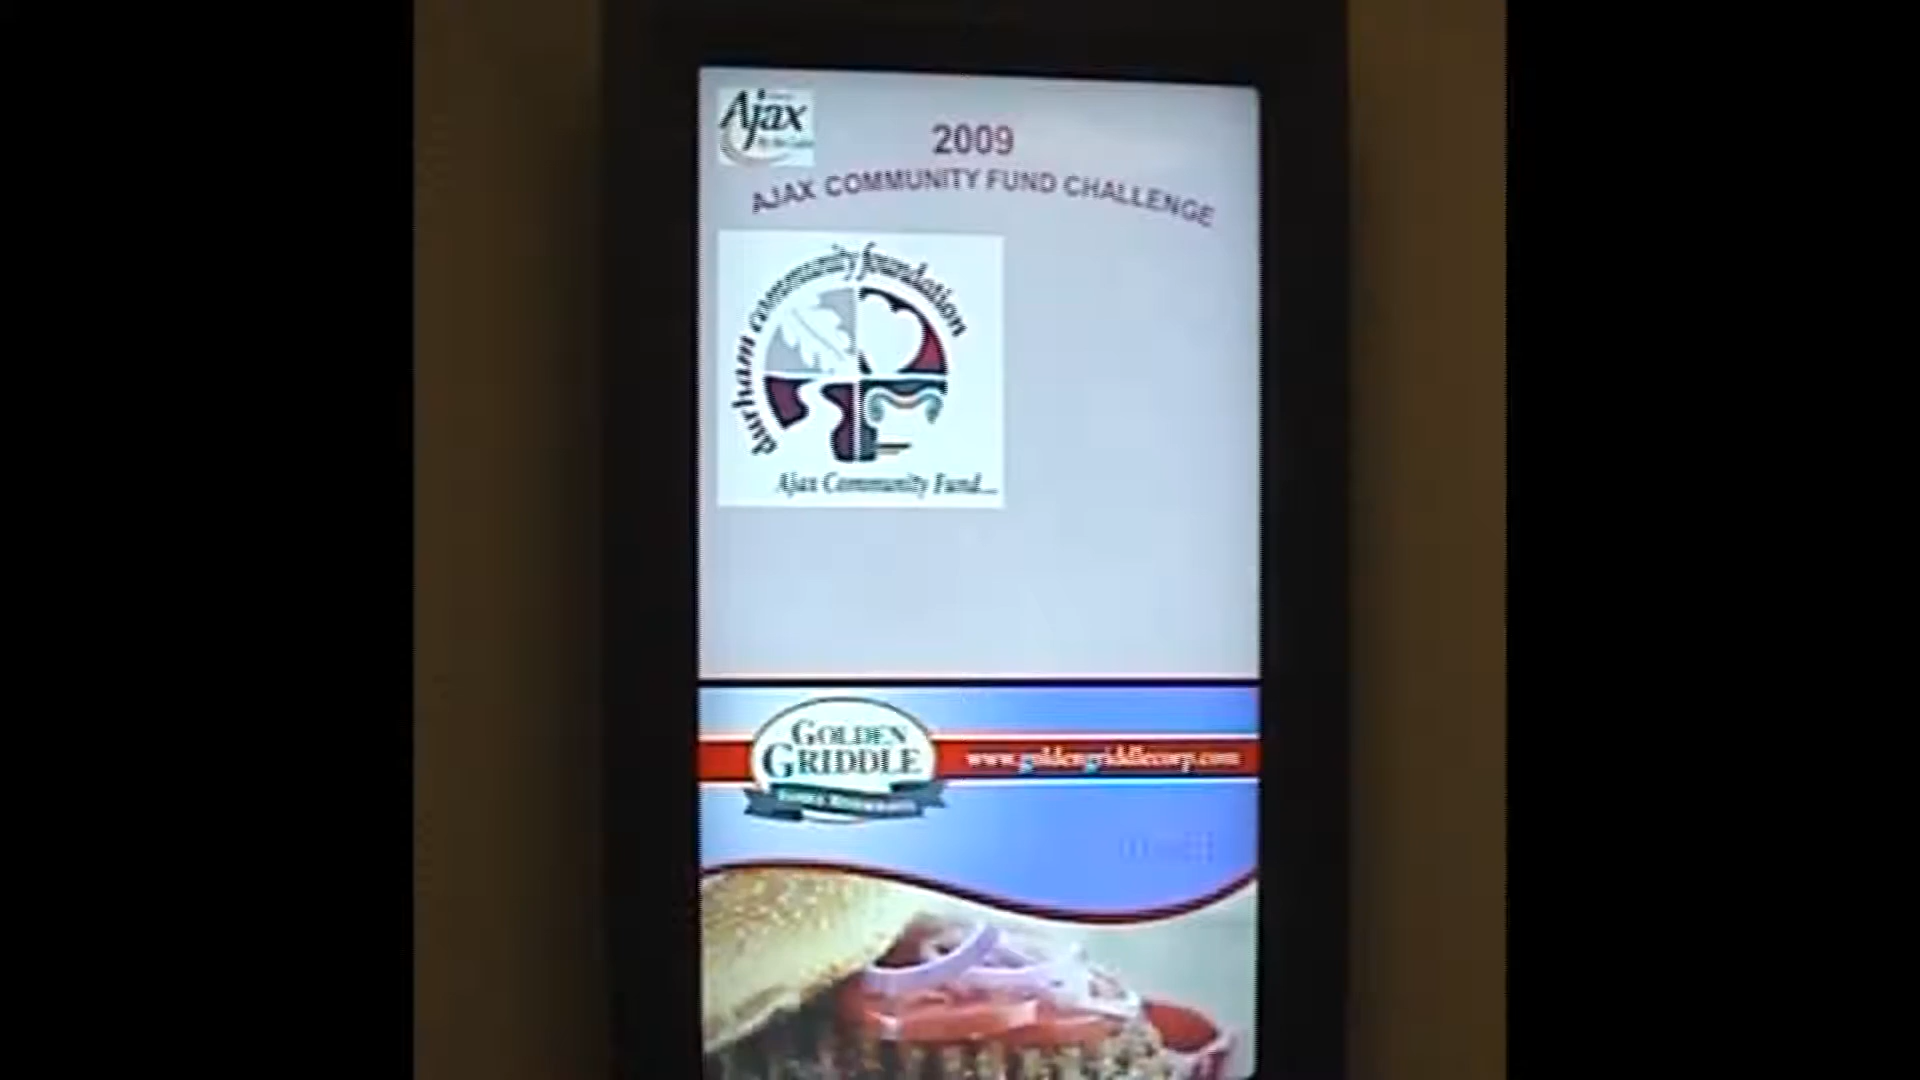 Ajax
2009
AJAX COMMUNITY FUND CHALLENGE
durham community foundation
Ajax Community Fund...
GOLDEN
GRIDDLE
www.goldengriddlecorp.com